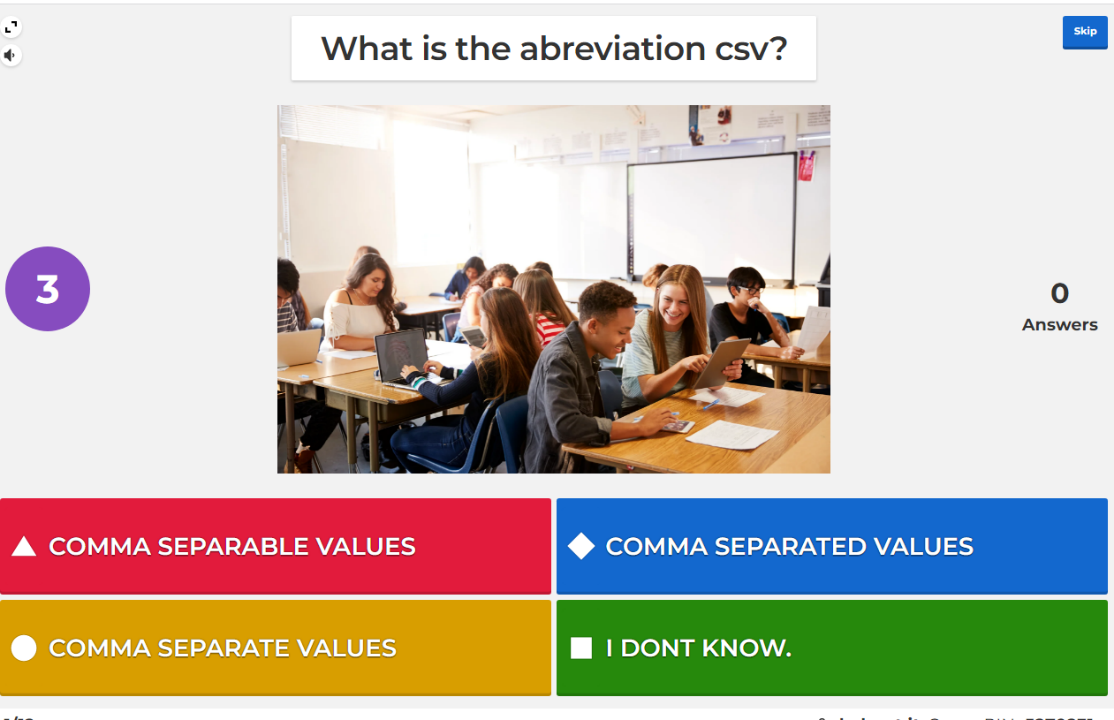 What is the abreviation csv?
Skip
3
0
Answers
COMMA SEPARABLE VALUES
COMMA SEPARATED VALUES
COMMA SEPARATE VALUES
I DONT KNOW.